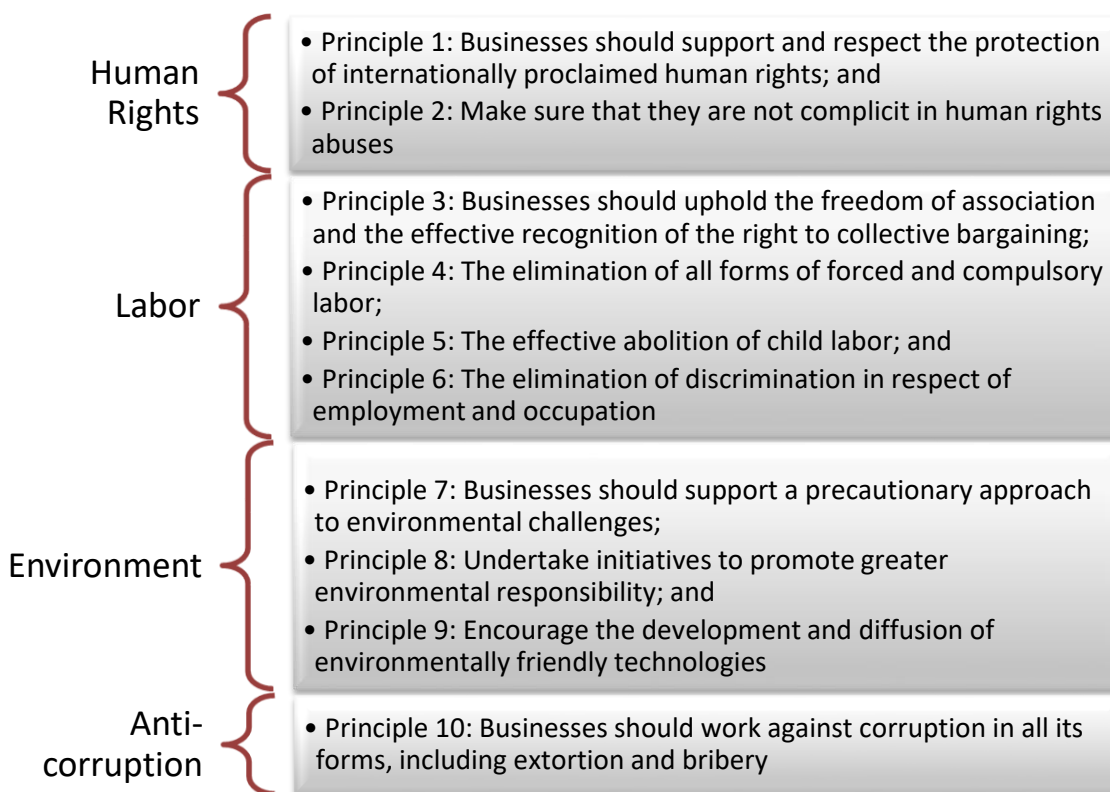 Human
Rights
• Principle 1: Businesses should support and respect the protection
of internationally proclaimed human rights; and
• Principle 2: Make sure that they are not complicit in human rights
abuses
Labor
• Principle 3: Businesses should uphold the freedom of association
and the effective recognition of the right to collective bargaining;
• Principle 4: The elimination of all forms of forced and compulsory
labor;
• Principle 5: The effective abolition of child labor; and
• Principle 6: The elimination of discrimination in respect of
employment and occupation
Environment
• Principle 7: Businesses should support a precautionary approach
to environmental challenges;
• Principle 8: Undertake initiatives to promote greater
environmental responsibility; and
• Principle 9: Encourage the development and diffusion of
environmentally friendly technologies
Anti-
corruption
• Principle 10: Businesses should work against corruption in all its
forms, including extortion and bribery